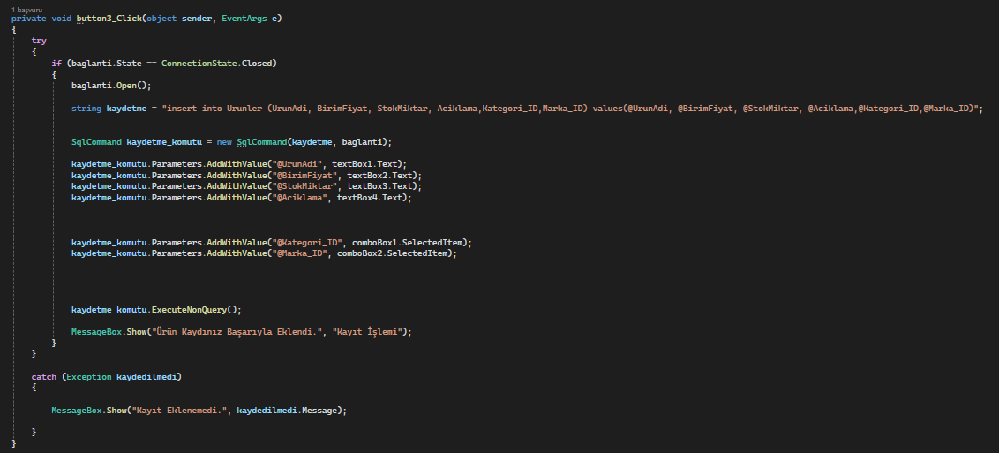 1 başvuru
private void button3_Click(object sender, EventArgs e)
{
try
{
if (baglanti.State == ConnectionState.Closed)
{
baglanti.Open();
string kaydetme = "insert into Urunler (UrunAdi, BirimFiyat, StokMiktar, Aciklama,Kategori_ID,Marka_ID) values(@UrunAdi, @BirimFiyat, @StokMiktar, @Aciklama,@Kategori_ID,@Marka_ID)";
SqlCommand kaydetme_komutu = new SqlCommand(kaydetme, baglanti);
kaydetme_komutu.Parameters.AddWithValue("@UrunAdi", textBox1.Text);
kaydetme_komutu.Parameters.AddWithValue("@BirimFiyat", textBox2.Text);
kaydetme_komutu.Parameters.AddWithValue("@StokMiktar", textBox3.Text);
kaydetme_komutu.Parameters.AddWithValue("@Aciklama", textBox4.Text);
kaydetme_komutu.Parameters.AddWithValue("@Kategori_ID", comboBox1.SelectedItem);
kaydetme_komutu.Parameters.AddWithValue("@Marka_ID", comboBox2.SelectedItem);
kaydetme_komutu.ExecuteNonQuery();
MessageBox.Show("Ürün Kaydınız Başarıyla Eklendi.", "Kayıt İşlemi");
}
}
catch (Exception kaydedilmedi)
{
MessageBox.Show("Kayıt Eklenemedi.", kaydedilmedi.Message);
}
}